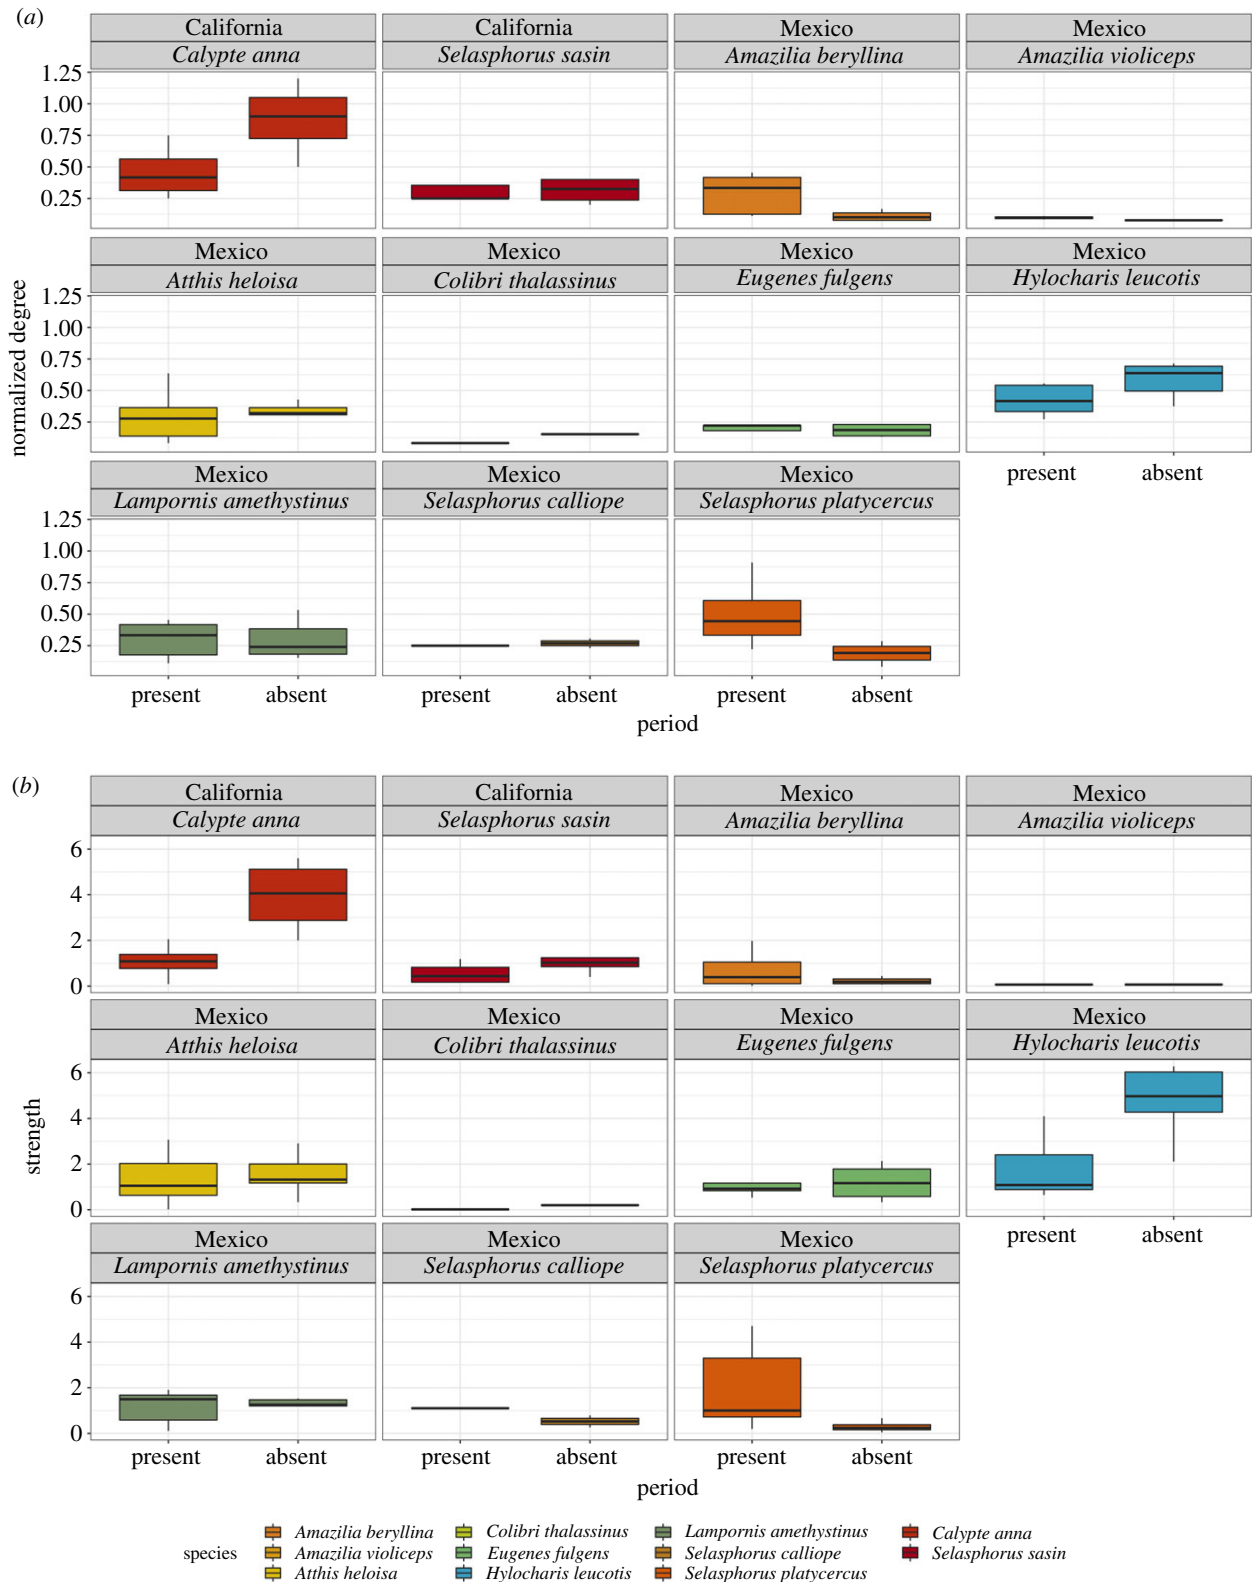 (a)
California California Mexico Mexico
Calypte anna Selasphorus sasin Amazilia beryllina Amazilia violiceps
1.25
1.00
0.75
0.50
0.25
Mexico Mexico Mexico Mexico
Atthis heloisa Colibri thalassinus Eugenes fulgens Hylocharis leucotis
1.25
1.00
0.75
0.50
0.25
normalized degree
present absent
Mexico Mexico Mexico
Lampornis amethystinus Selasphorus calliope Selasphorus platycercus
1.25
1.00
0.75
0.50
0.25
present absent present absent present absent
period
(b)
California California Mexico Mexico
Calypte anna Selasphorus sasin Amazilia beryllina Amazilia violiceps
6
4
2
0
Mexico Mexico Mexico Mexico
Atthis heloisa Colibri thalassinus Eugenes fulgens Hylocharis leucotis
6
4
2
0
strength
present absent
Mexico Mexico Mexico
Lampornis amethystinus Selasphorus calliope Selasphorus platycercus
6
4
2
0
present absent present absent present absent
period
species
Amazilia beryllina Colibri thalassinus Lampornis amethystinus Calypte anna
Amazilia violiceps Eugenes fulgens Selasphorus calliope Selasphorus sasin
Atthis heloisa Hylocharis leucotis Selasphorus platycercus